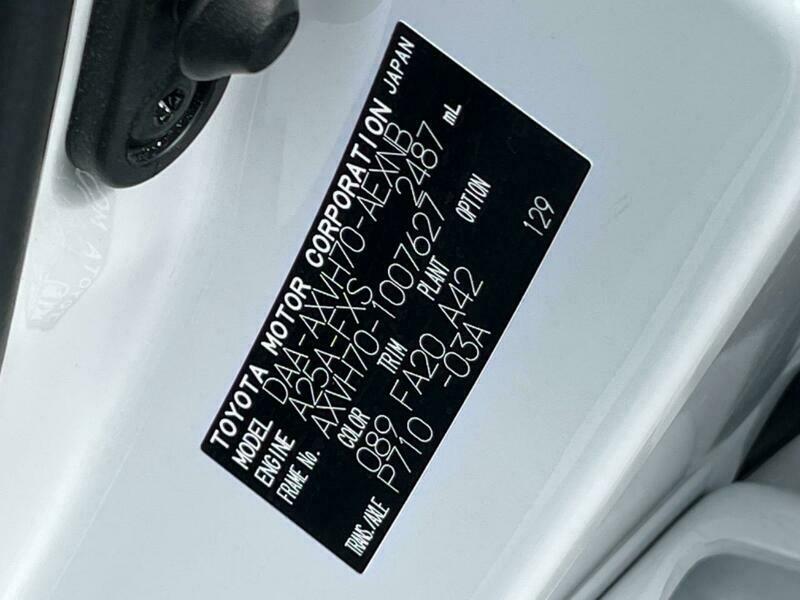 TOYOTA MOTOR CORPORATION JAPAN
MODEL DAA-AXVH70-AEXNB
ENGINE A25A-FXS 2487 mL
FRAME No. AXVH70-1007627
COLOR TRIM PLANT OPTION
089 FA20 A42
TRANS./AXLE P710 -03A
129